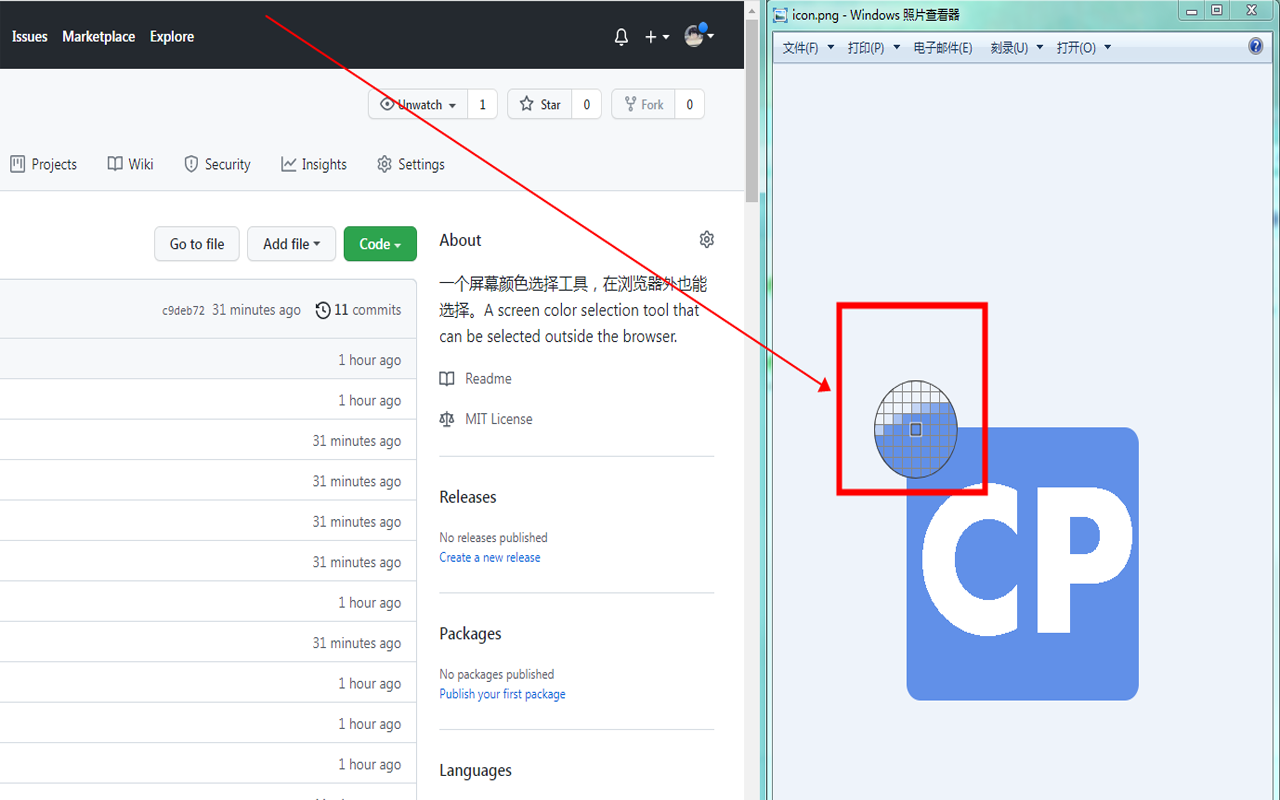 Issues Marketplace Explore
Unwatch 1 Star 0 Fork 0
Projects Wiki Security Insights Settings
Go to file Add file Code
c9deb72 31 minutes ago 11 commits
1 hour ago
1 hour ago
31 minutes ago
31 minutes ago
31 minutes ago
31 minutes ago
1 hour ago
31 minutes ago
1 hour ago
1 hour ago
1 hour ago
About
一个屏幕颜色选择工具，在浏览器外也能
选择。A screen color selection tool that
can be selected outside the browser.
Readme
MIT License
Releases
No releases published
Create a new release
Packages
No packages published
Publish your first package
Languages
icon.png - Windows 照片查看器
文件(F) 打印(P) 电子邮件(E) 刻录(U) 打开(O)
CP